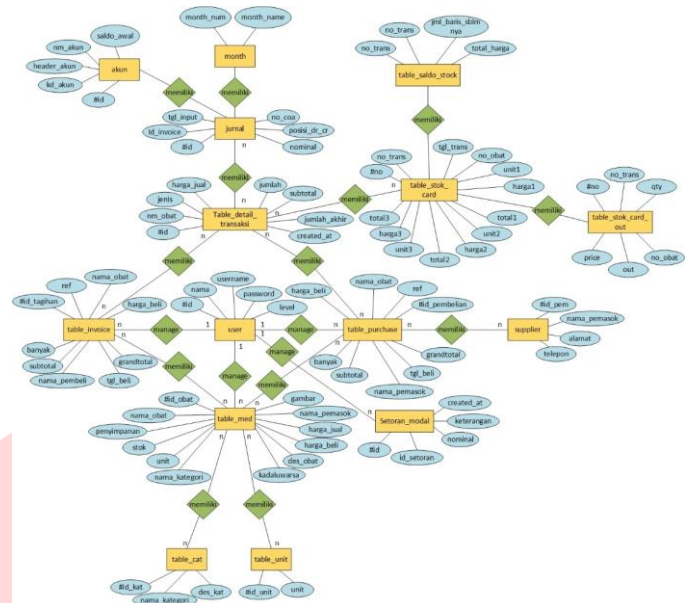 month_num
month_name
saldo_awal
nm_akun
header_akun
kd_akun
#id
akun
month
memiliki
memiliki
jml_baris_sblm
nya
no_trans
no_trans
total_harga
table_saldo_stock
memiliki
tgl_input
id_invoice
#id
jurnal
no_coa
posisi_dr_cr
nominal
n
memiliki
tgl_trans
no_trans
#no
no_obat
unit1
harga1
total1
unit2
harga2
total2
unit3
harga3
total3
table_stok_
card
n
memiliki
memiliki
no_trans
#no
qty
table_stok_card_
out
price
out
no_obat
harga_jual
jenis
nm_obat
#id
jumlah
subtotal
jumlah_akhir
created_at
Table_detail_
transaksi
n
n
n
memiliki
memiliki
nama_obat
ref
#id_tagihan
harga_beli
table_invoice
banyak
subtotal
nama_pembeli
grandtotal
tgl_beli
n
n
n
manage
1
username
nama
#id
password
level
user
1
1
1
manage
manage
manage
nama_obat
harga_beli
ref
#id_pembelian
table_purchase
grandtotal
tgl_beli
banyak
subtotal
nama_pemasok
n
n
n
n
memiliki
n
supplier
#id_pem
nama_pemasok
alamat
telepon
memiliki
memiliki
n
n
n
#id_obat
nama_obat
penyimpanan
stok
unit
nama_kategori
table_med
gambar
nama_pemasok
harga_jual
harga_beli
des_obat
kadaluwarsa
n
n
n
Setoran_modal
created_at
keterangan
nominal
#id
id_setoran
memiliki
memiliki
n
n
table_cat
table_unit
#id_kat
nama_kategori
des_kat
#id_unit
unit